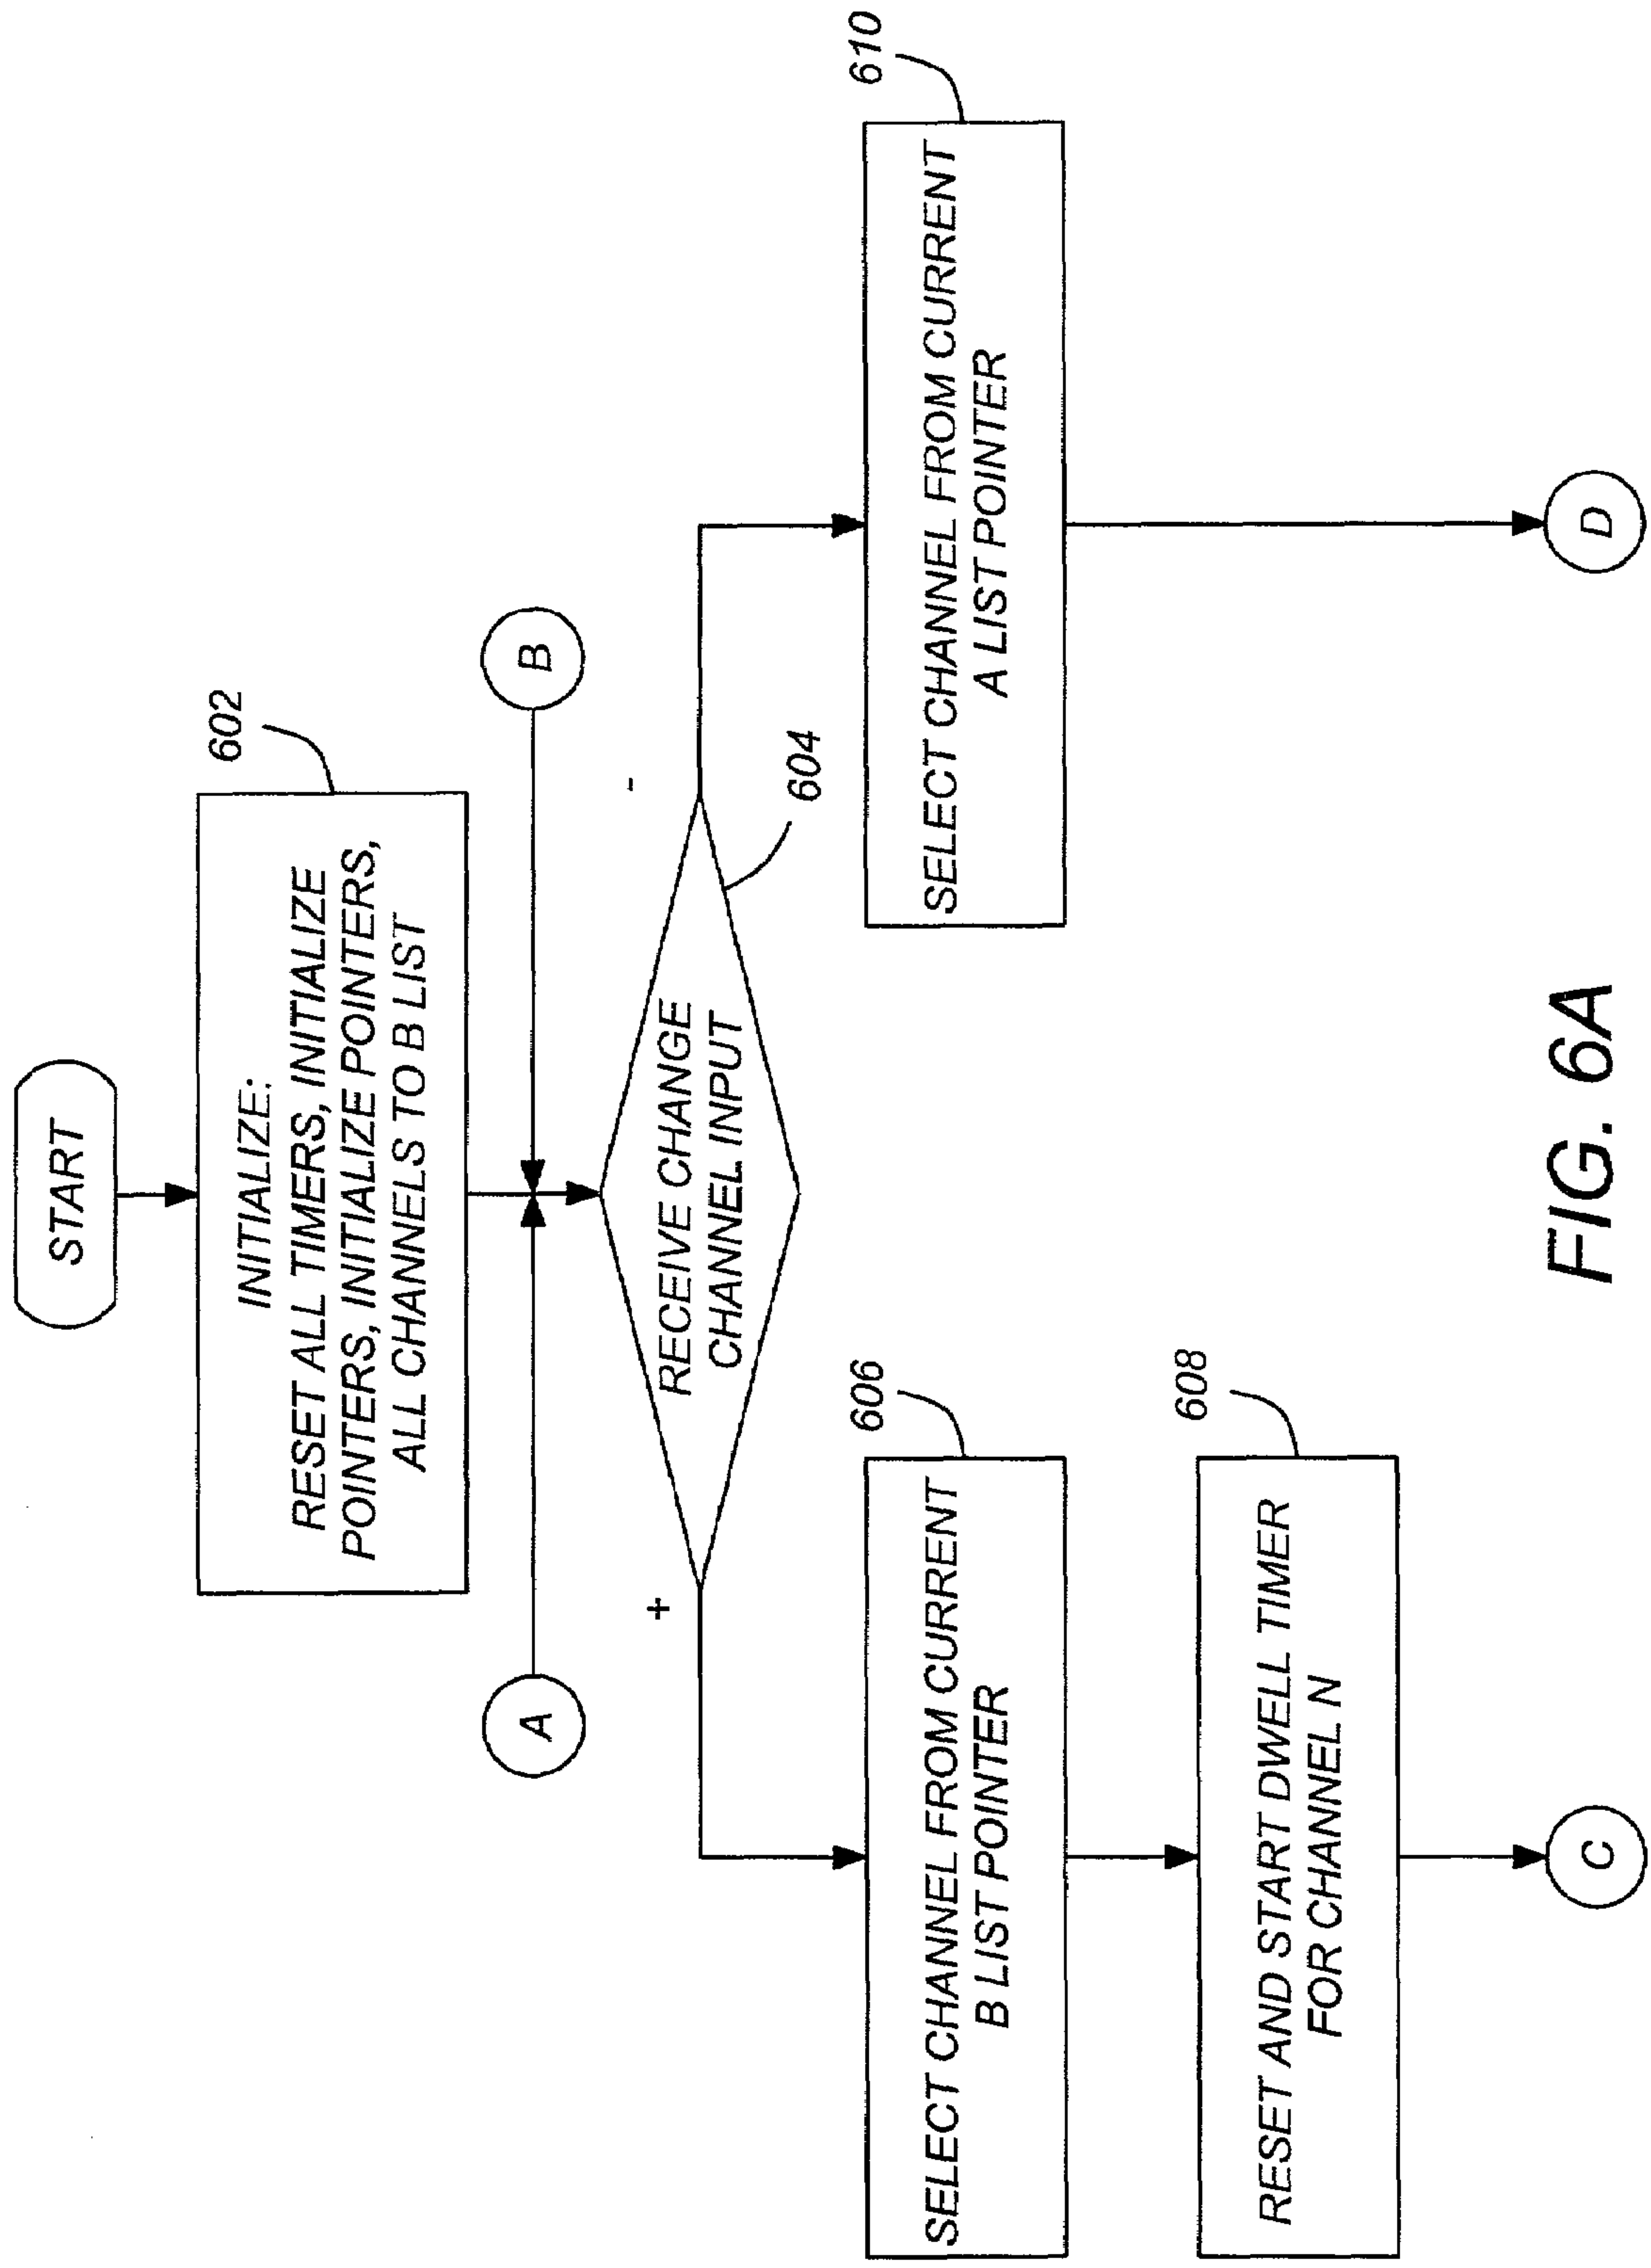 START
602
INITIALIZE:
RESET ALL TIMERS, INITIALIZE
POINTERS, INITIALIZE POINTERS,
ALL CHANNELS TO B LIST
A
B
RECEIVE CHANGE
CHANNEL INPUT
+
-
604
606
SELECT CHANNEL FROM CURRENT
B LIST POINTER
610
SELECT CHANNEL FROM CURRENT
A LIST POINTER
608
RESET AND START DWELL TIMER
FOR CHANNEL N
C
D
FIG. 6A